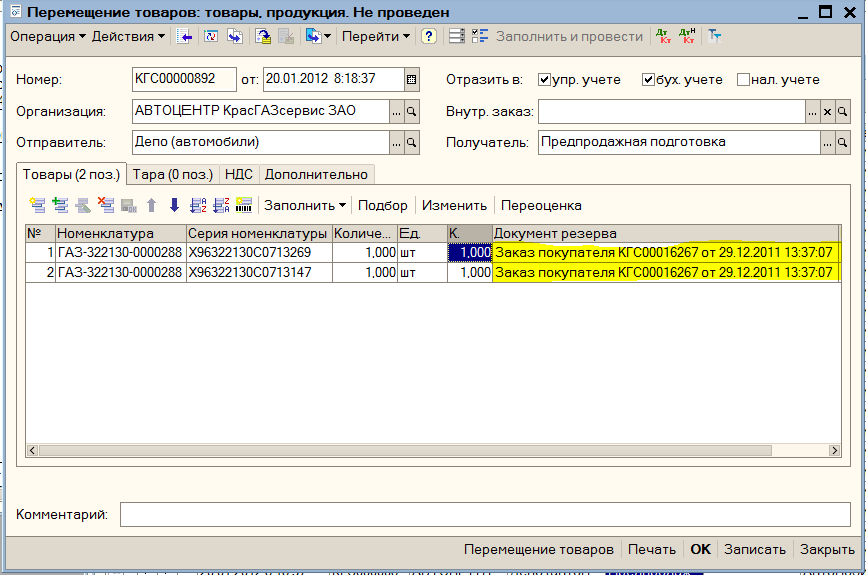 Перемещение товаров: товары, продукция. Не проведен
Операция Действия Перейти Заполнить и провести
Номер: КГС00000892 от: 20.01.2012 8:18:37 Отразить в: упр. учете бух. учете нал. учете
Организация: АВТОЦЕНТР КрасГАЗсервис ЗАО Внутр. заказ:
Отправитель: Депо (автомобили) Получатель: Предпродажная подготовка
Товары (2 поз.) Тара (0 поз.) НДС Дополнительно
Заполнить Подбор Изменить Переоценка
№ Номенклатура Серия номенклатуры Количе... Ед. К. Документ резерва
1 ГАЗ-322130-0000288 X96322130C0713269 1,000 шт 1,000 Заказ покупателя КГС00016267 от 29.12.2011 13:37:07
2 ГАЗ-322130-0000288 X96322130C0713147 1,000 шт 1,000 Заказ покупателя КГС00016267 от 29.12.2011 13:37:07
Комментарий:
Перемещение товаров Печать OK Записать Закрыть